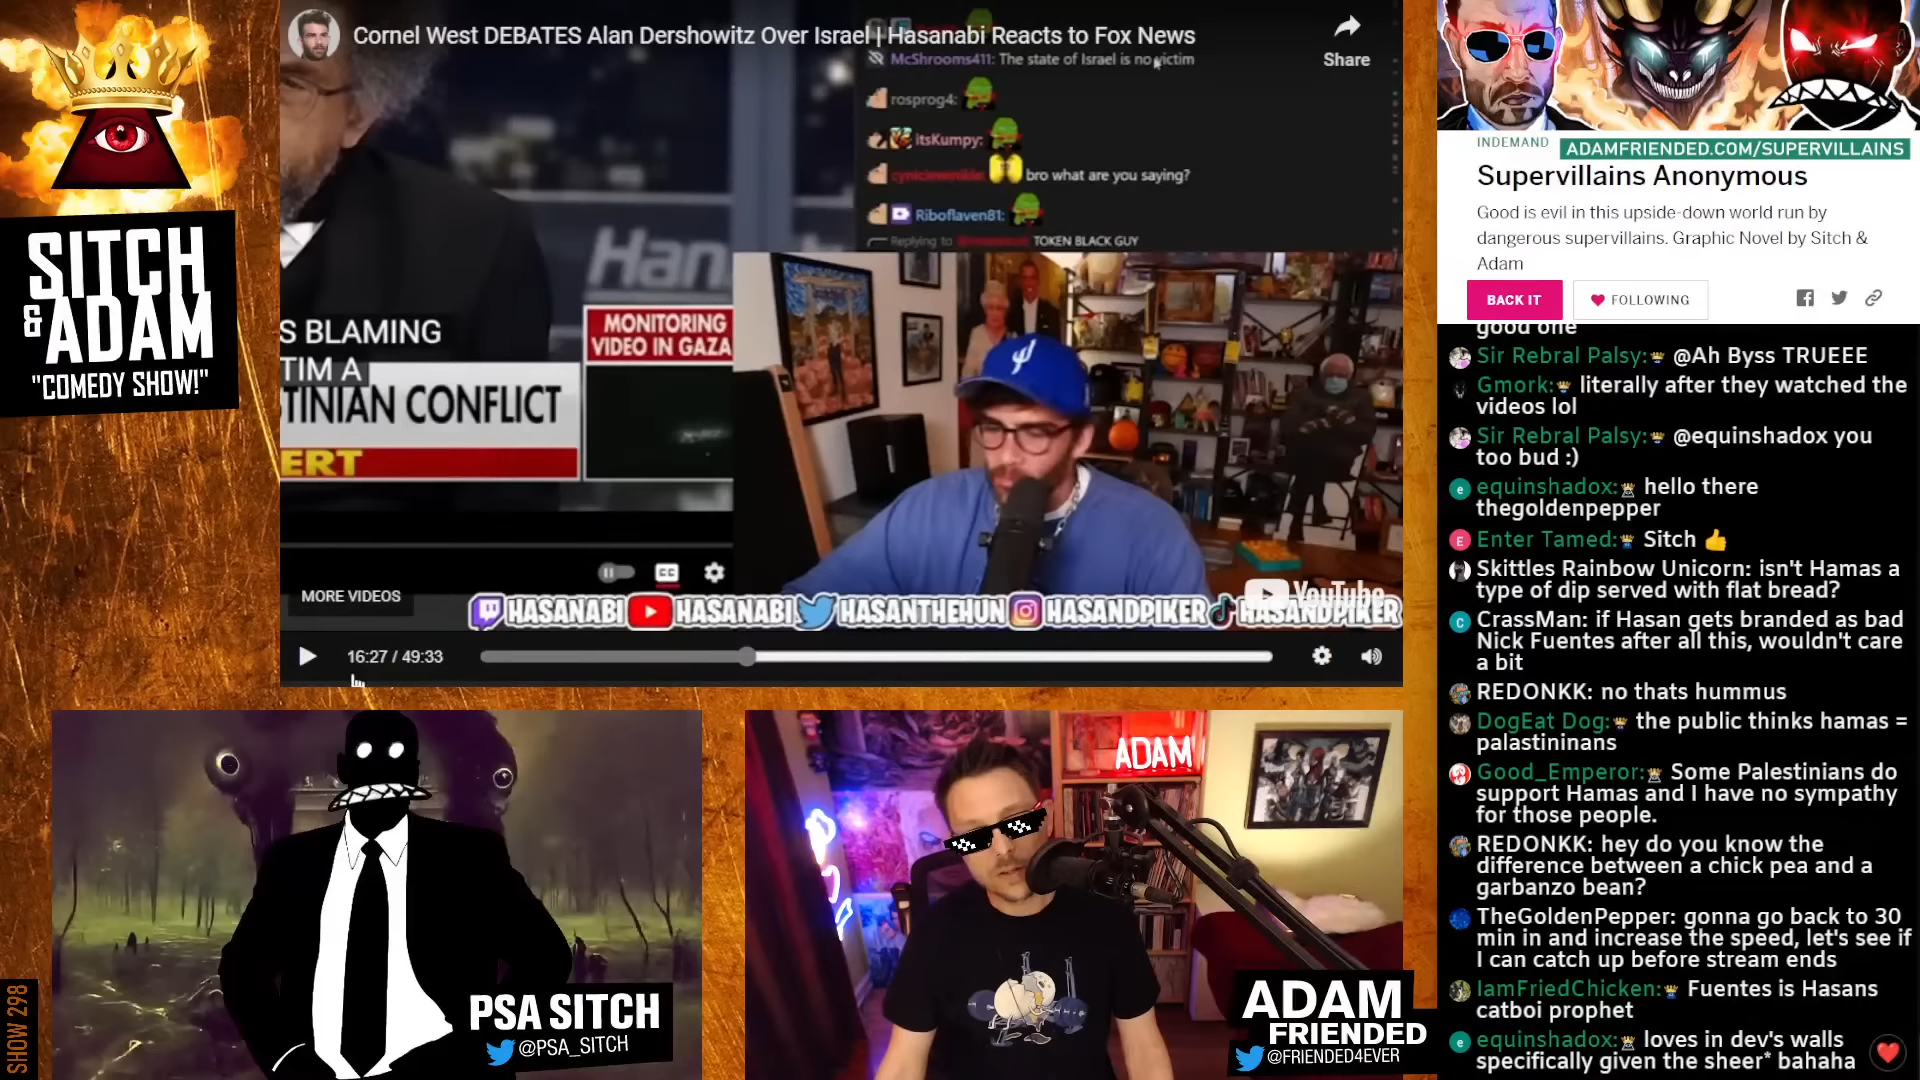 SITCH
& ADAM
"COMEDY SHOW!"
SHOW 298
Cornel West DEBATES Alan Dershowitz Over Israel | Hasanabi Reacts to Fox News
Share
McShrooms411: The state of Israel is no victim
rosprog4:
itsKumpy:
bro what are you saying?
Riboflaven81:
Replying to
TOKEN BLACK GUY
Han
S BLAMING
TIM A
TINIAN CONFLICT
ERT
MONITORING
VIDEO IN GAZA
CC
MORE VIDEOS
YouTube
HASANABI
HASANABI
HASANTHEHUN
HASANDPIKER
HASANDPIKER
16:27 / 49:33
PSA SITCH
@PSA_SITCH
ADAM
ADAM
FRIENDED
@FRIENDED4EVER
INDEMAND
ADAMFRIENDED.COM/SUPERVILLAINS
Supervillains Anonymous
Good is evil in this upside-down world run by
dangerous supervillains. Graphic Novel by Sitch &
Adam
BACK IT
FOLLOWING
good one
Sir Rebral Palsy: @Ah Byss TRUEEE
Gmork: literally after they watched the
videos lol
Sir Rebral Palsy: @equinshadox you
too bud :)
equinshadox: hello there
thegoldenpepper
Enter Tamed: Sitch 👍
Skittles Rainbow Unicorn: isn't Hamas a
type of dip served with flat bread?
CrassMan: if Hasan gets branded as bad
Nick Fuentes after all this, wouldn't care
a bit
REDONKK: no thats hummus
DogEat Dog: the public thinks hamas =
palastininans
Good_Emperor: Some Palestinians do
support Hamas and I have no sympathy
for those people.
REDONKK: hey do you know the
difference between a chick pea and a
garbanzo bean?
TheGoldenPepper: gonna go back to 30
min in and increase the speed, let's see if
I can catch up before stream ends
IamFriedChicken: Fuentes is Hasans
catboi prophet
equinshadox: loves in dev's walls
specifically given the sheer* bahaha